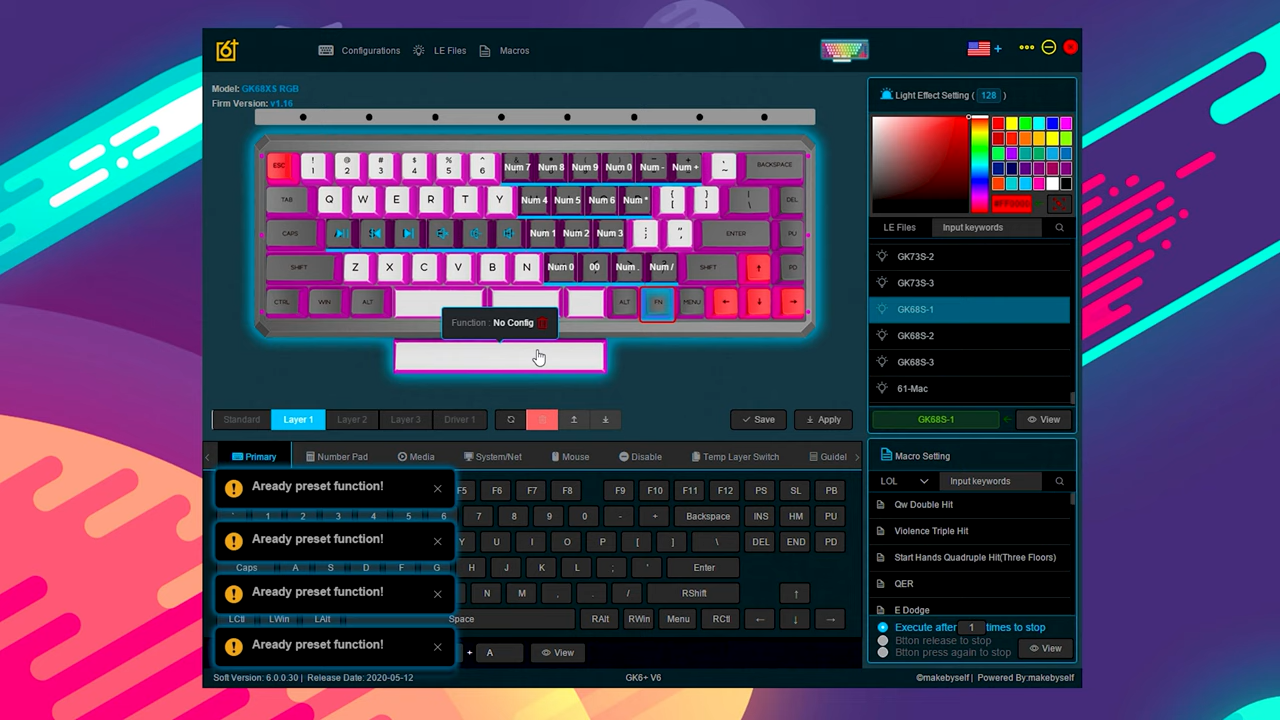 6+
Configurations
LE Files
Macros
Model: GK68XS RGB
Firm Version: v1.16
ESC ! 1 @ 2 # 3 $ 4 % 5 ^ 6 Num 7 Num 8 Num 9 Num 0 Num - Num + ` ~ BACKSPACE
TAB Q W E R T Y Num 4 Num 5 Num 6 Num * { [ } ] | \ DEL
CAPS Num 1 Num 2 Num 3 : ; " ' ENTER PU
SHIFT Z X C V B N Num 0 00 Num . Num / SHIFT ↑ PD
CTRL WIN ALT ALT FN MENU ← ↓ →
Function : No Config
Standard Layer 1 Layer 2 Layer 3 Driver 1
Save
Apply
Primary Number Pad Media System/Net Mouse Disable Temp Layer Switch Guidel
Aready preset function!
F5 F6 F7 F8 F9 F10 F11 F12 PS SL PB
` 1 2 3 4 5 6 7 8 9 0 - + Backspace INS HM PU
Aready preset function!
Y U I O P [ ] \ DEL END PD
Caps A S D F G H J K L ; ' Enter
Aready preset function!
N M , . / RShift ↑
LCtl LWin LAlt Space RAlt RWin Menu RCtl ← ↓ →
Aready preset function!
+ A View
Light Effect Setting ( 128 )
#FF0000
LE Files Input keywords
GK73S-2
GK73S-3
GK68S-1
GK68S-2
GK68S-3
61-Mac
GK68S-1 ← View
Macro Setting
LOL Input keywords
Qw Double Hit
Violence Triple Hit
Start Hands Quadruple Hit(Three Floors)
QER
E Dodge
Execute after 1 times to stop
Btton release to stop
Btton press again to stop
View
Soft Version: 6.0.0.30 | Release Date: 2020-05-12
GK6+ V6
©makebyself | Powered By:makebyself